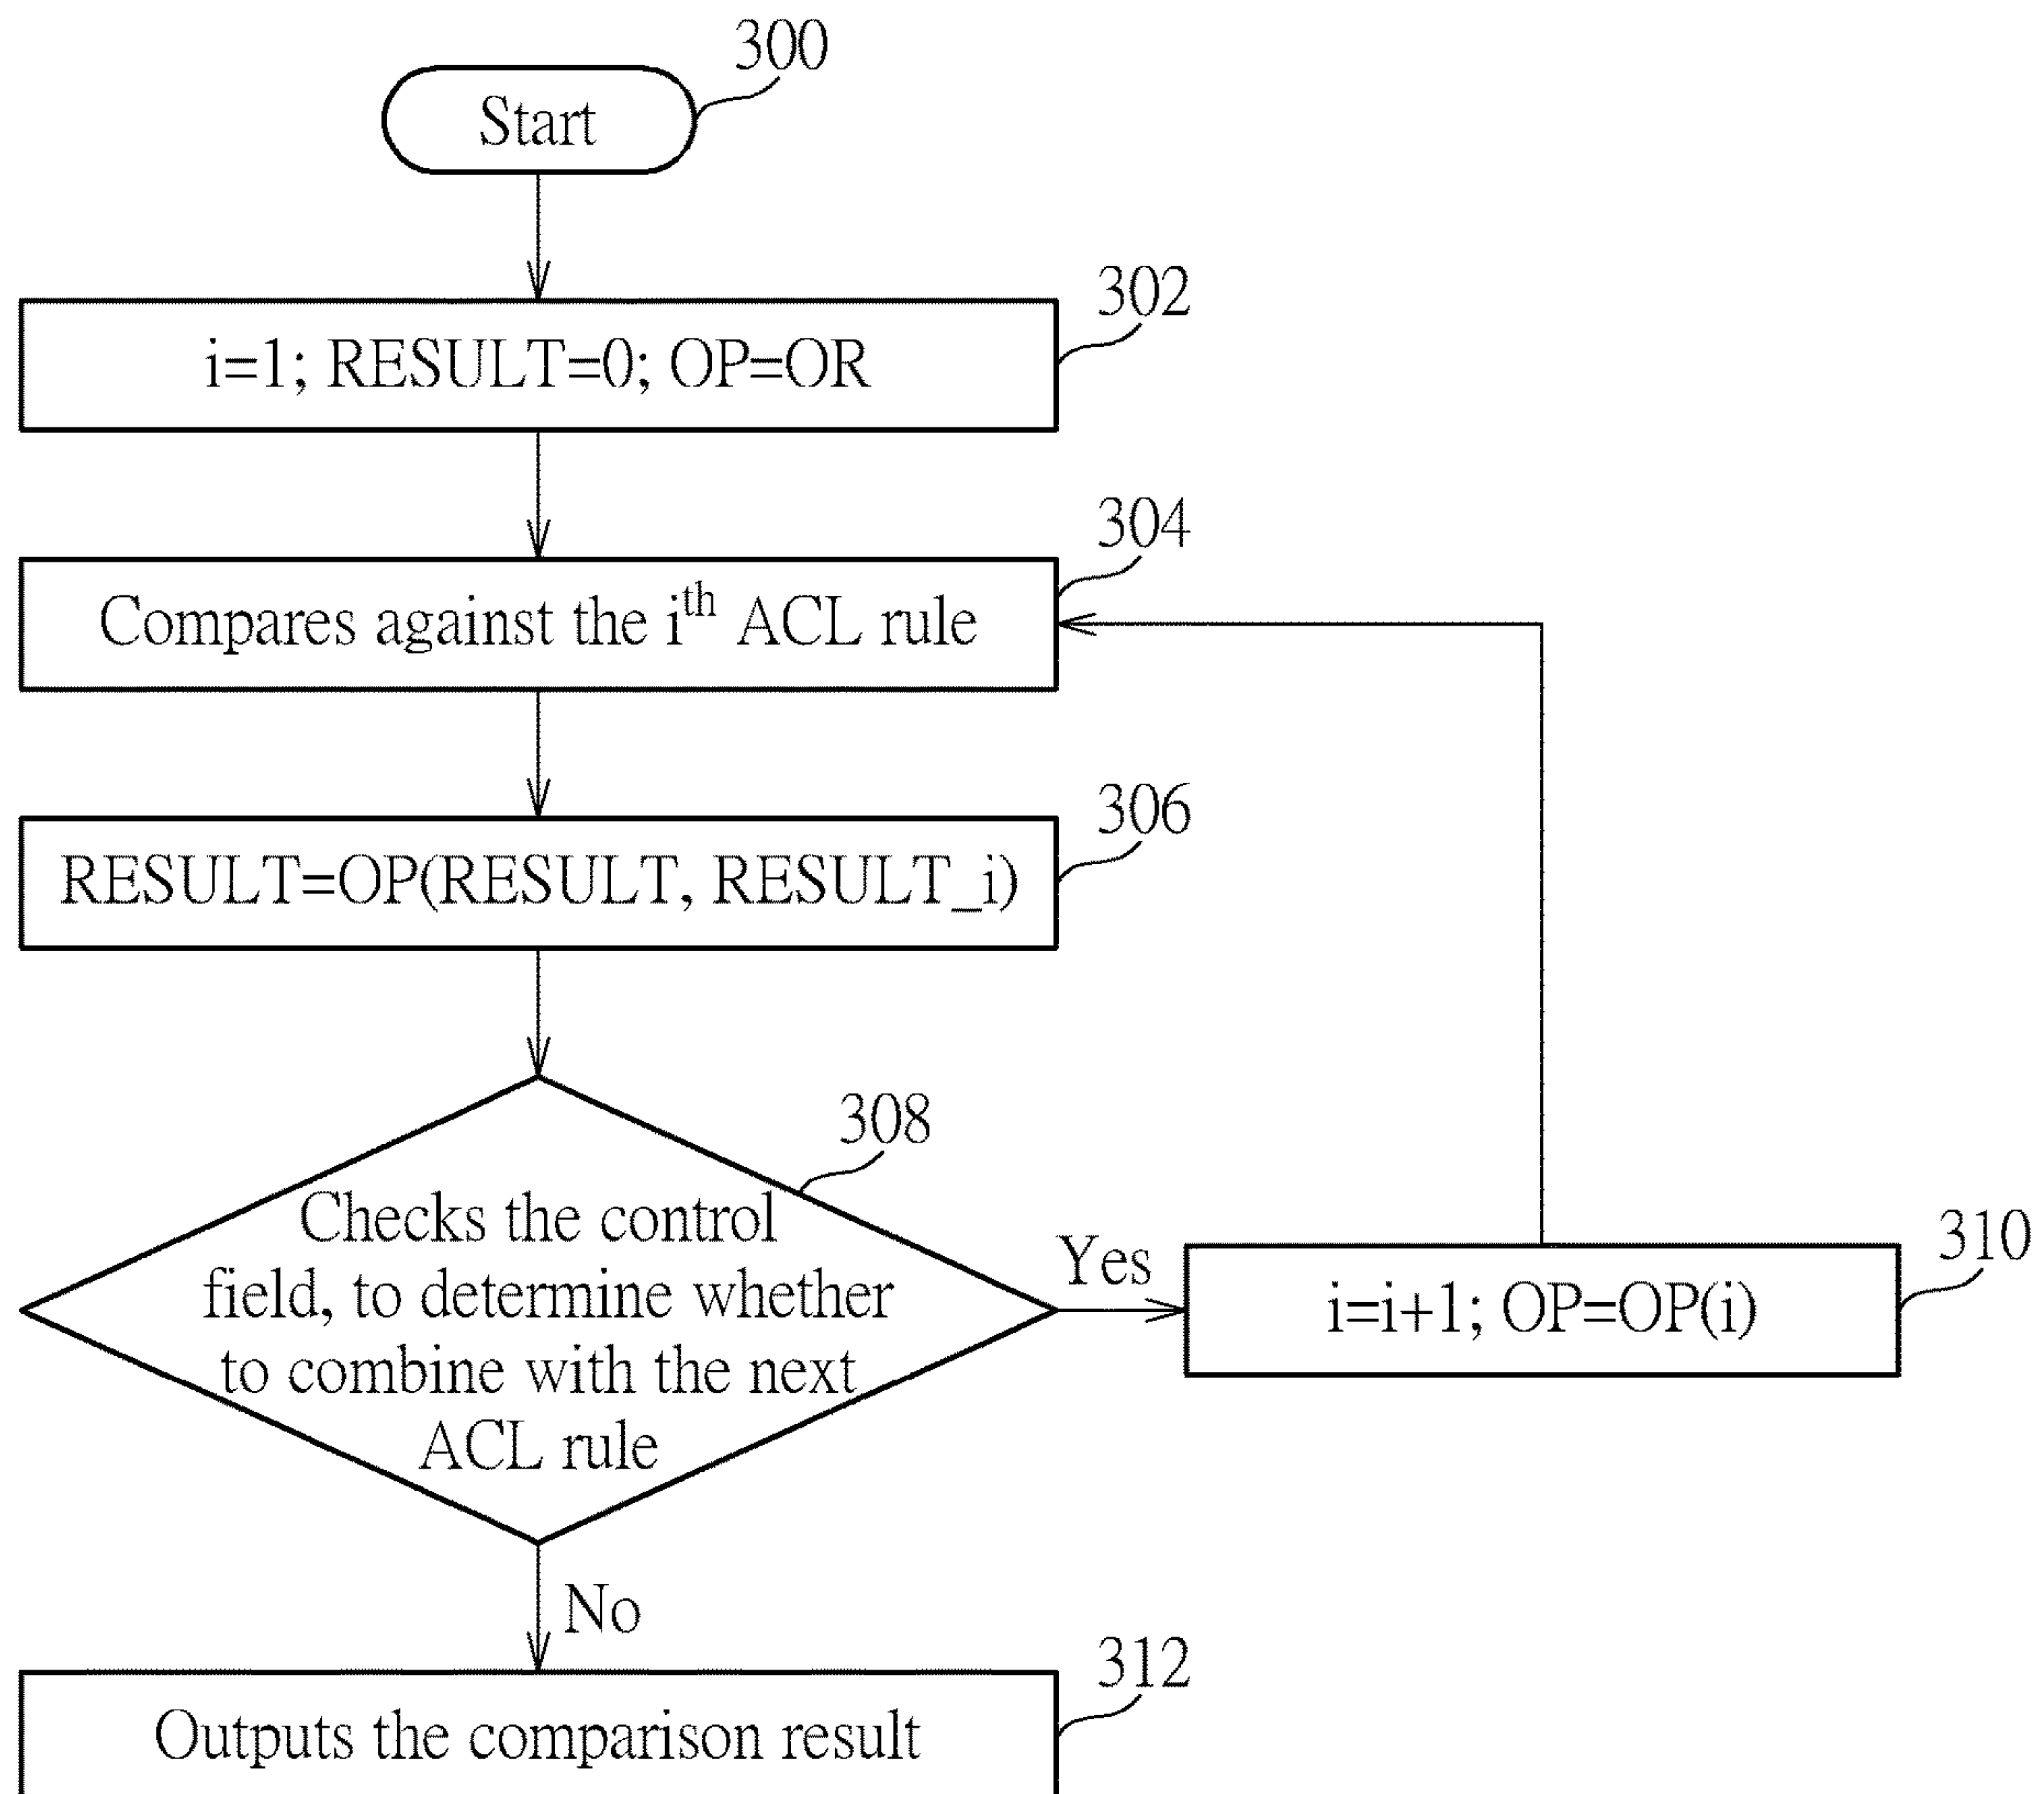 300
Start
302
i=1; RESULT=0; OP=OR
304
Compares against the ith ACL rule
306
RESULT=OP(RESULT, RESULT_i)
308
Checks the control
field, to determine whether
to combine with the next
ACL rule
Yes
310
i=i+1; OP=OP(i)
No
312
Outputs the comparison result